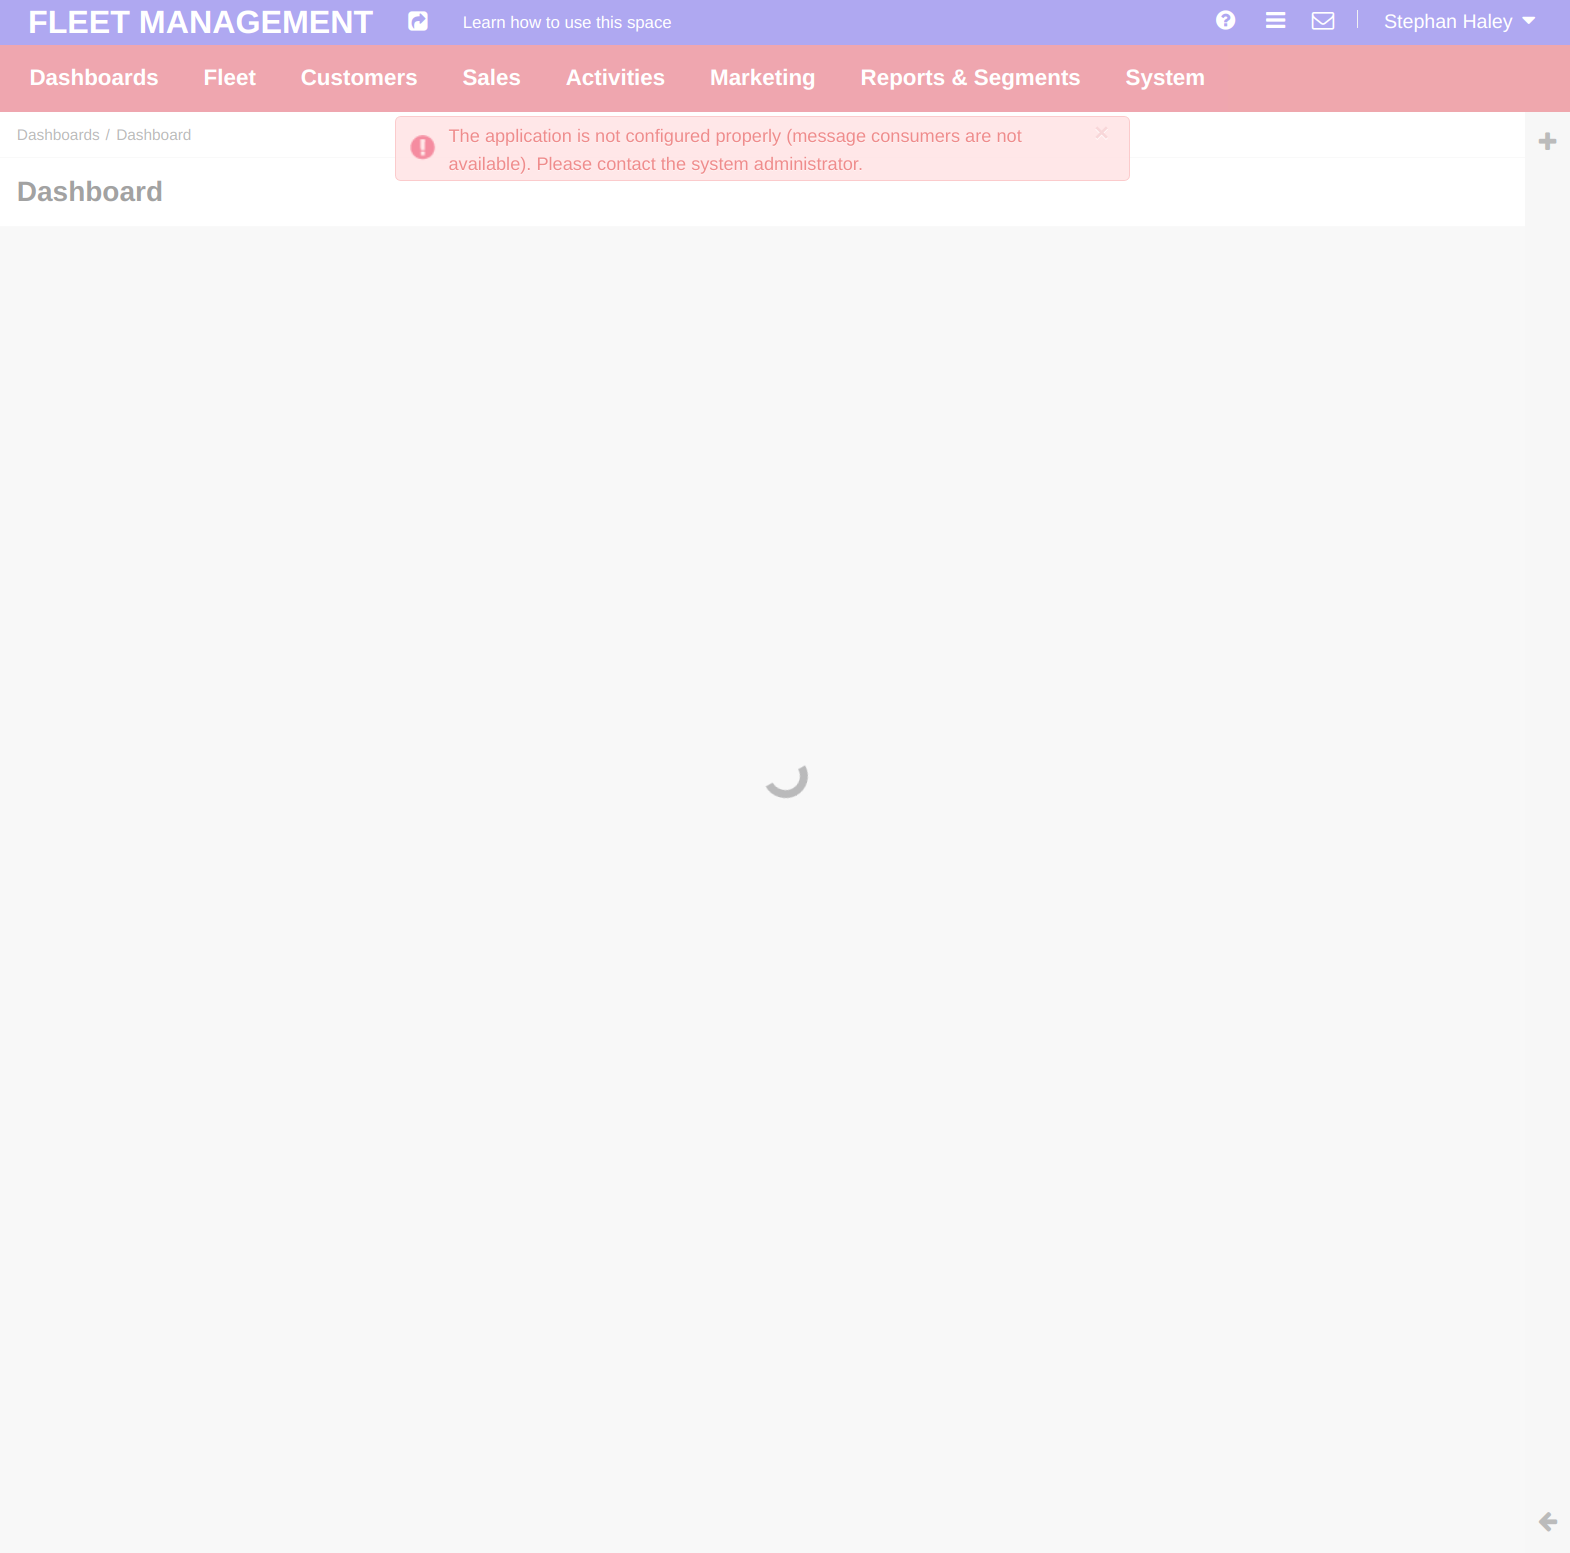 FLEET MANAGEMENT
Learn how to use this space
Stephan Haley
Dashboards Fleet Customers Sales Activities Marketing Reports & Segments System
Dashboards / Dashboard
The application is not configured properly (message consumers are not
available). Please contact the system administrator.
Dashboard